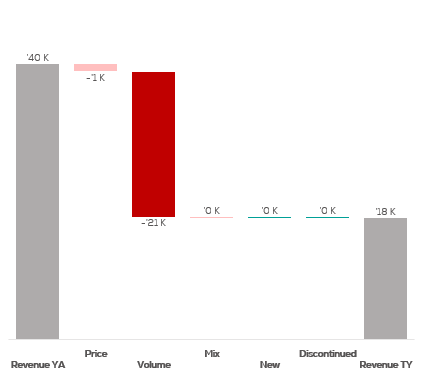 '40 K
-'1 K
-'21 K
'0 K
'0 K
'0 K
'18 K
Revenue YA
Price
Volume
Mix
New
Discontinued
Revenue TY